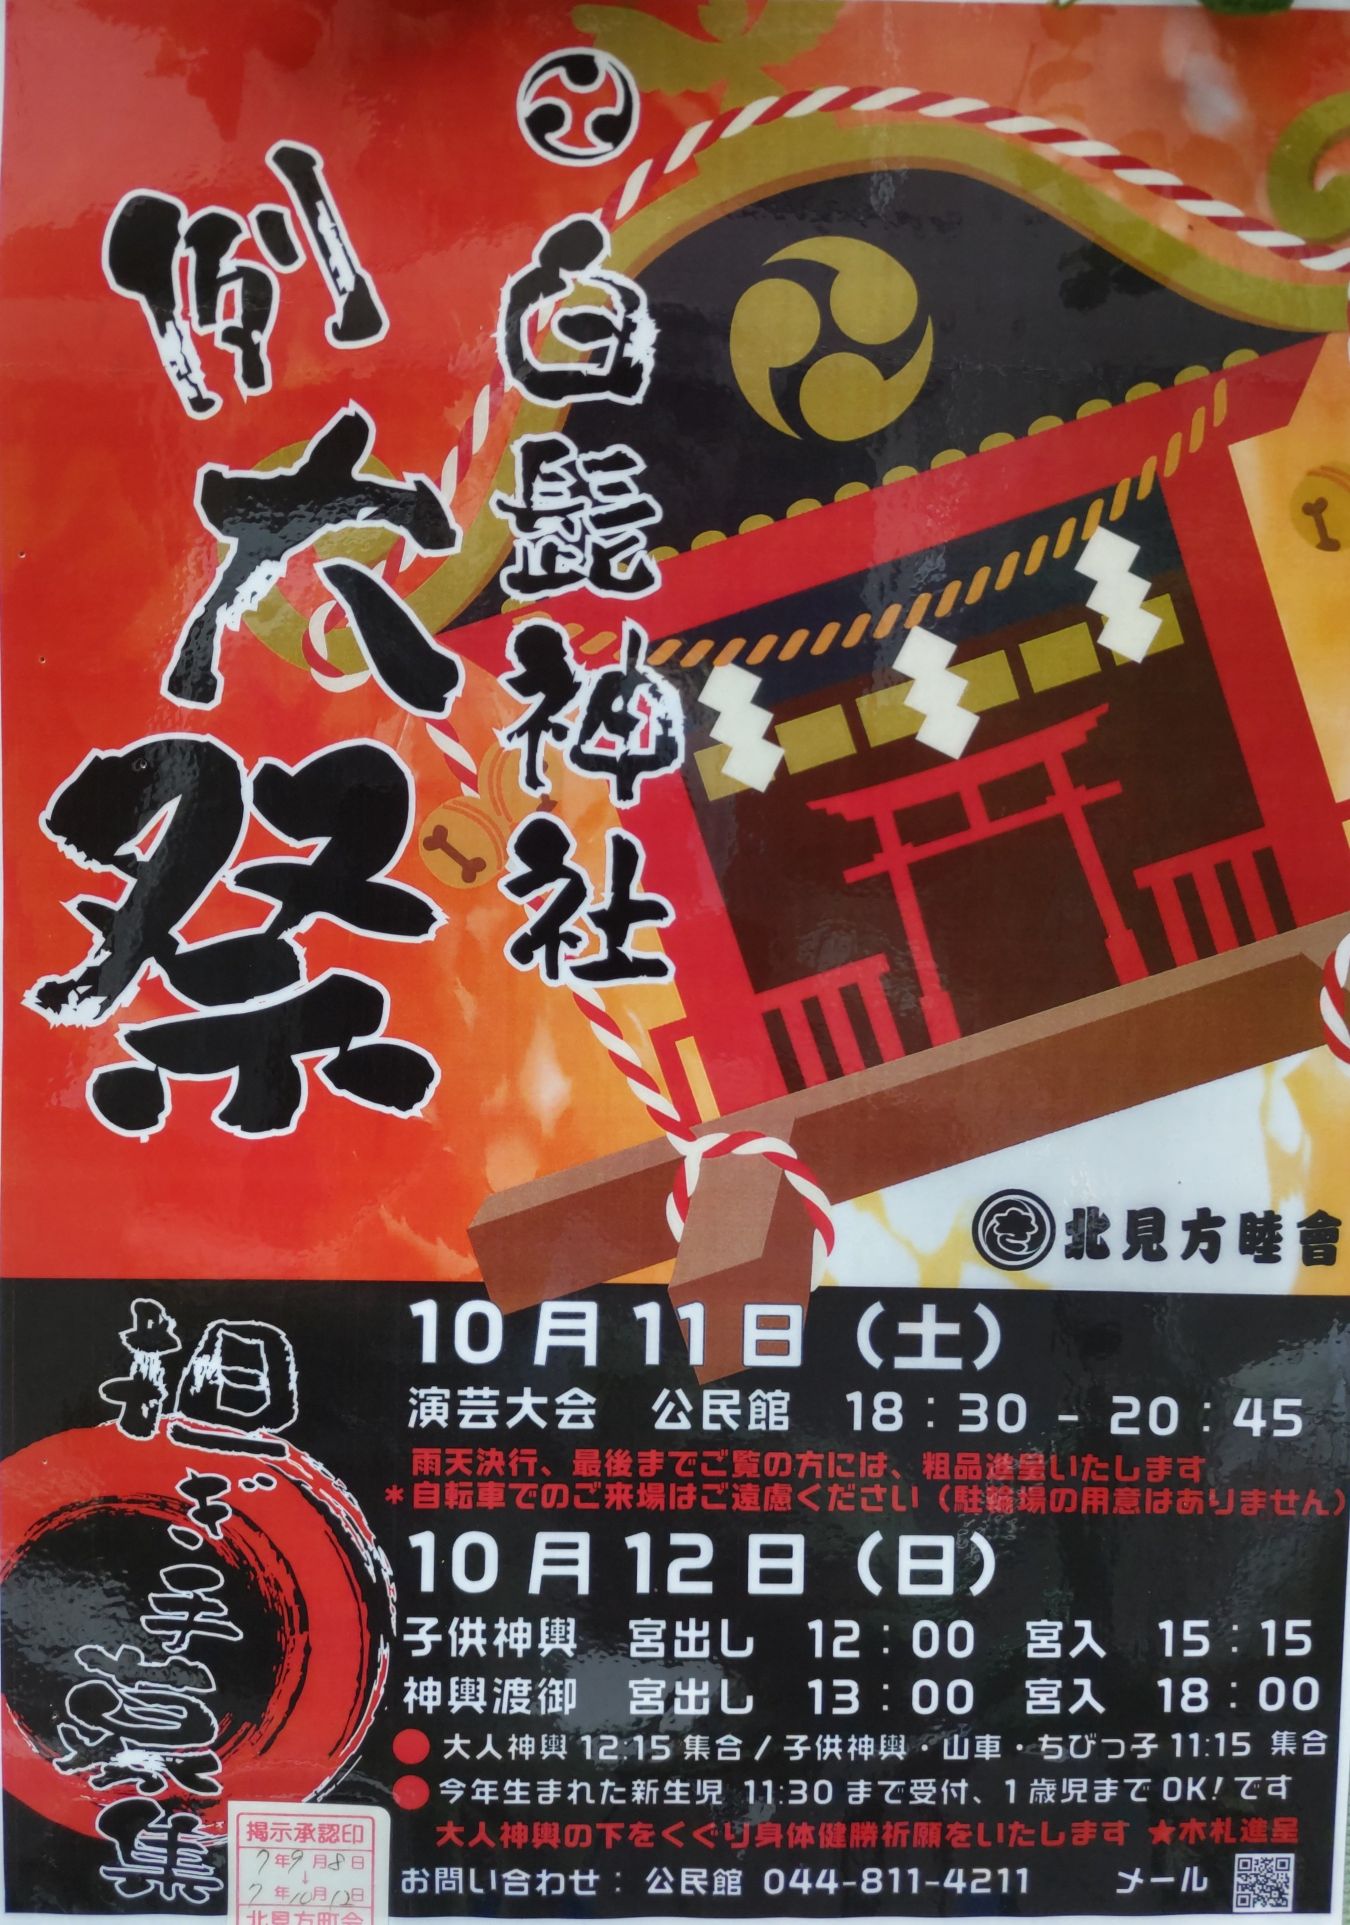 白髭神社
例大祭
き 北見方睦會
担ぎ手募集
10月11日(土)
演芸大会 公民館 18:30 - 20:45
雨天決行、最後までご覧の方には、粗品進呈いたします
*自転車でのご来場はご遠慮ください(駐輪場の用意はありません)
10月12日(日)
子供神輿 宮出し 12:00 宮入 15:15
神輿渡御 宮出し 13:00 宮入 18:00
●大人神輿12:15集合/子供神輿・山車・ちびっ子11:15 集合
●今年生まれた新生児 11:30まで受付、1歳児までOK!です
大人神輿の下をくぐり身体健勝祈願をいたします ★木札進呈
お問い合わせ: 公民館 044-811-4211 メール
掲示承認印
7年9月8日
↓
7年10月12日
北見方町会